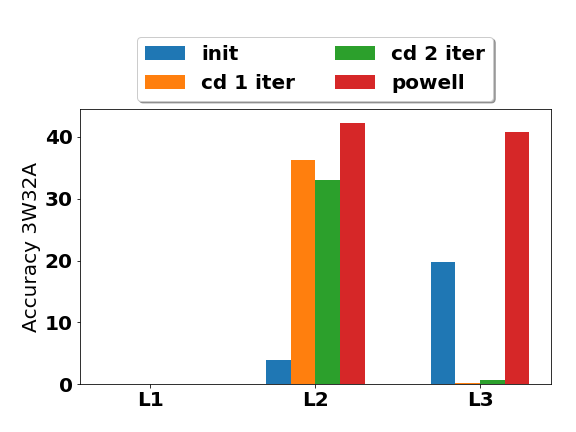 init
cd 2 iter
cd 1 iter
powell
Accuracy 3W32A
40
30
20
10
0
L1
L2
L3